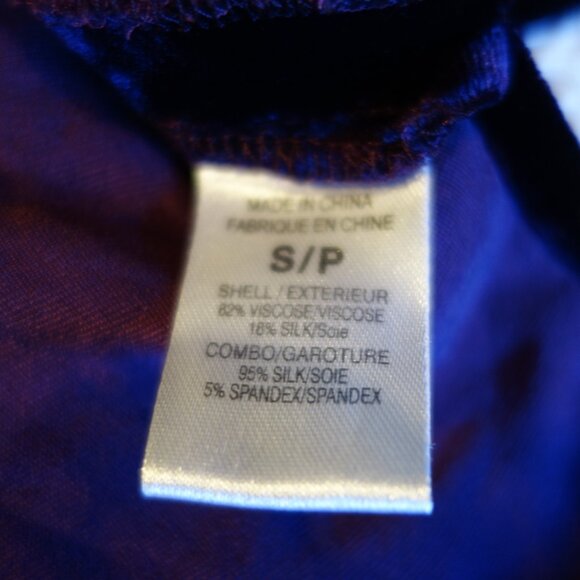 MADE IN CHINA
FABRIQUE EN CHINE
S/P
SHELL/EXTERIEUR
82% VISCOSE/VISCOSE
18% SILK/Soie
COMBO/GAROTURE
95% SILK/SOIE
5% SPANDEX/SPANDEX